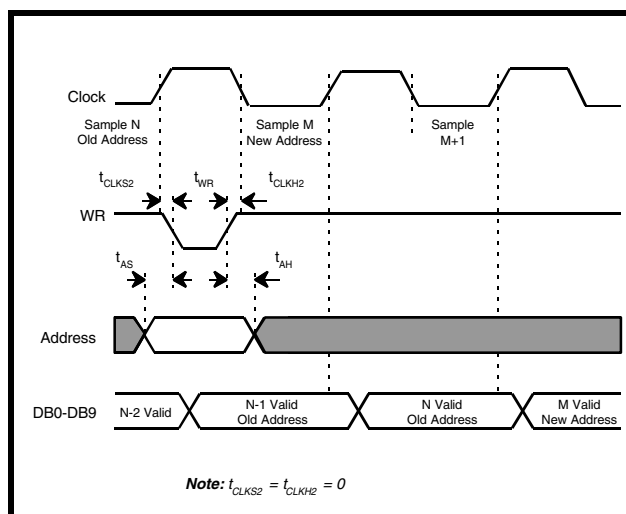 Clock
Sample N
Old Address
Sample M
New Address
Sample
M+1
tCLKS2
tWR
tCLKH2
WR
tAS
tAH
Address
DB0-DB9
N-2 Valid
N-1 Valid
Old Address
N Valid
Old Address
M Valid
New Address
Note: tCLKS2 = tCLKH2 = 0